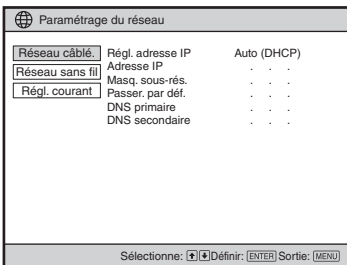 Paramétrage du réseau
Réseau câblé.
Réseau sans fil
Régl. courant
Régl. adresse IP Auto (DHCP)
Adresse IP . . .
Masq. sous-rés. . . .
Passer. par déf. . . .
DNS primaire . . .
DNS secondaire . . .
Sélectionne: Définir: ENTER Sortie: MENU